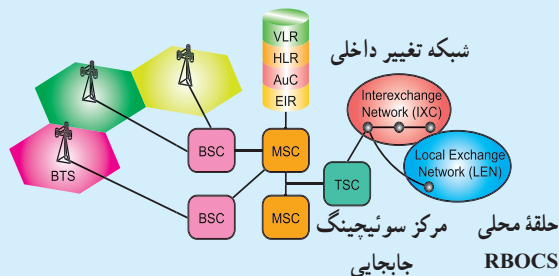 VLR
HLR
AuC
EIR
شبکه تغییر داخلی
Interexchange
Network (IXC)
BSC
MSC
Local Exchange
Network (LEN)
BTS
TSC
BSC
MSC
مرکز سوئیچینگ
جابجایی
حلقهٔ محلی
RBOCS